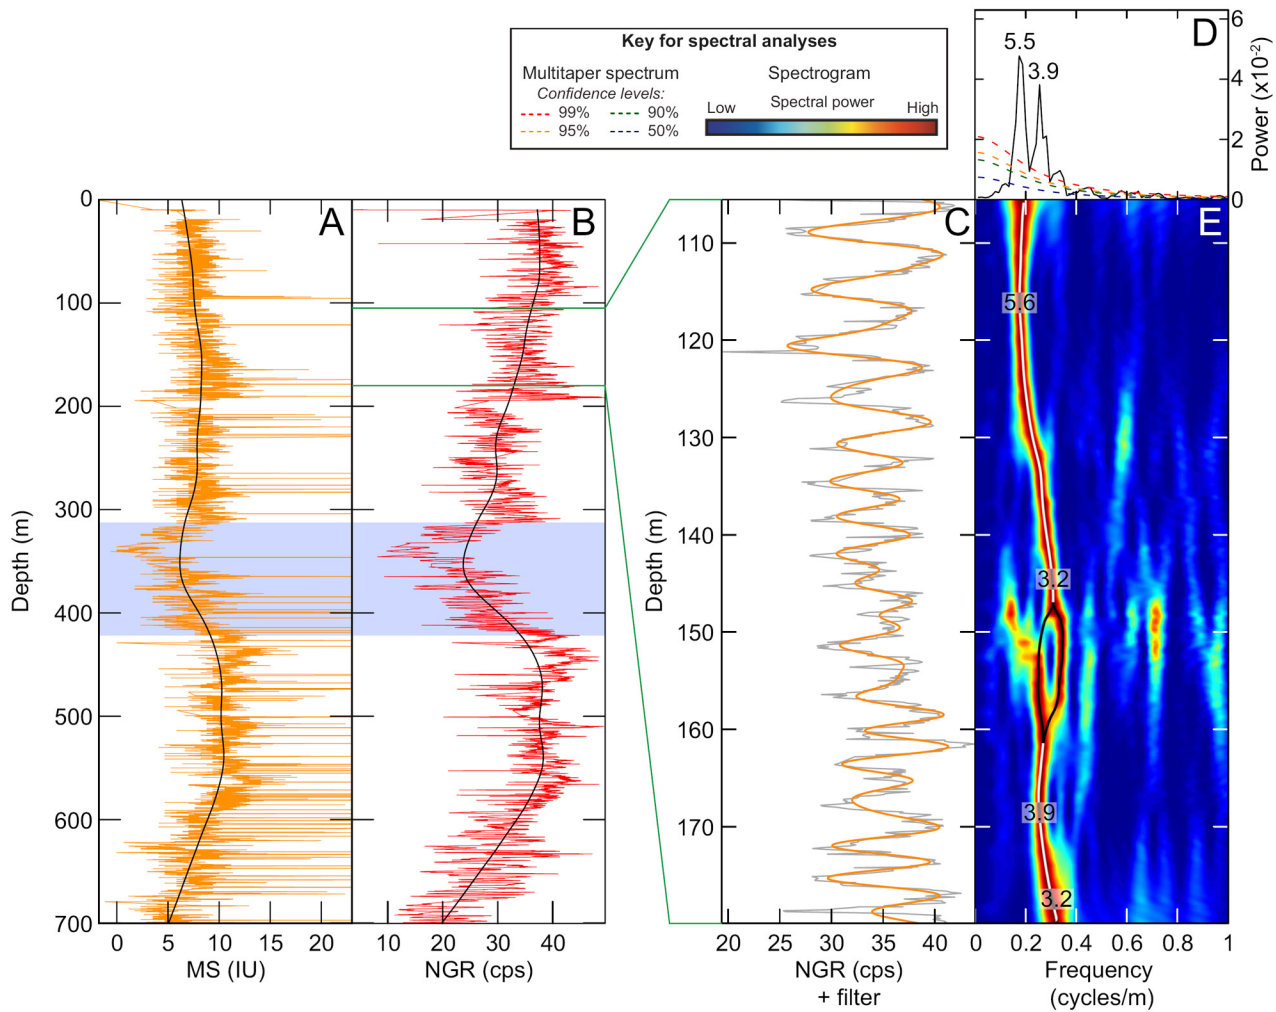 Key for spectral analyses
Multitaper spectrum
Confidence levels:
99%
90%
95%
50%
Spectrogram
Low
Spectral power
High
D
5.5
3.9
6
4
2
0
Power (x10⁻²)
A
0
100
200
300
400
500
600
700
Depth (m)
0
5
10
15
20
MS (IU)
B
10
20
30
40
NGR (cps)
C
110
120
130
140
150
160
170
Depth (m)
20
25
30
35
40
NGR (cps)
+ filter
E
5.6
3.2
3.9
3.2
0
0.2
0.4
0.6
0.8
1
Frequency
(cycles/m)